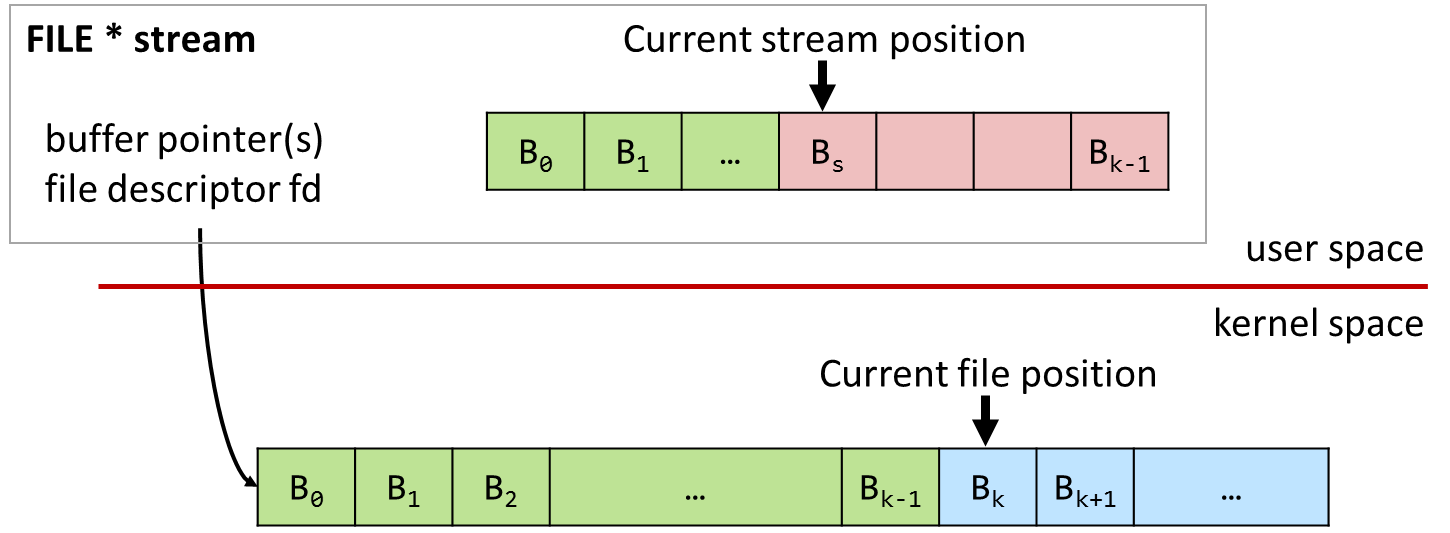 FILE * stream
Current stream position
buffer pointer(s)
file descriptor fd
B₀ B₁ … Bₛ Bₖ₋₁
user space
kernel space
Current file position
B₀ B₁ B₂ … Bₖ₋₁ Bₖ Bₖ₊₁ …